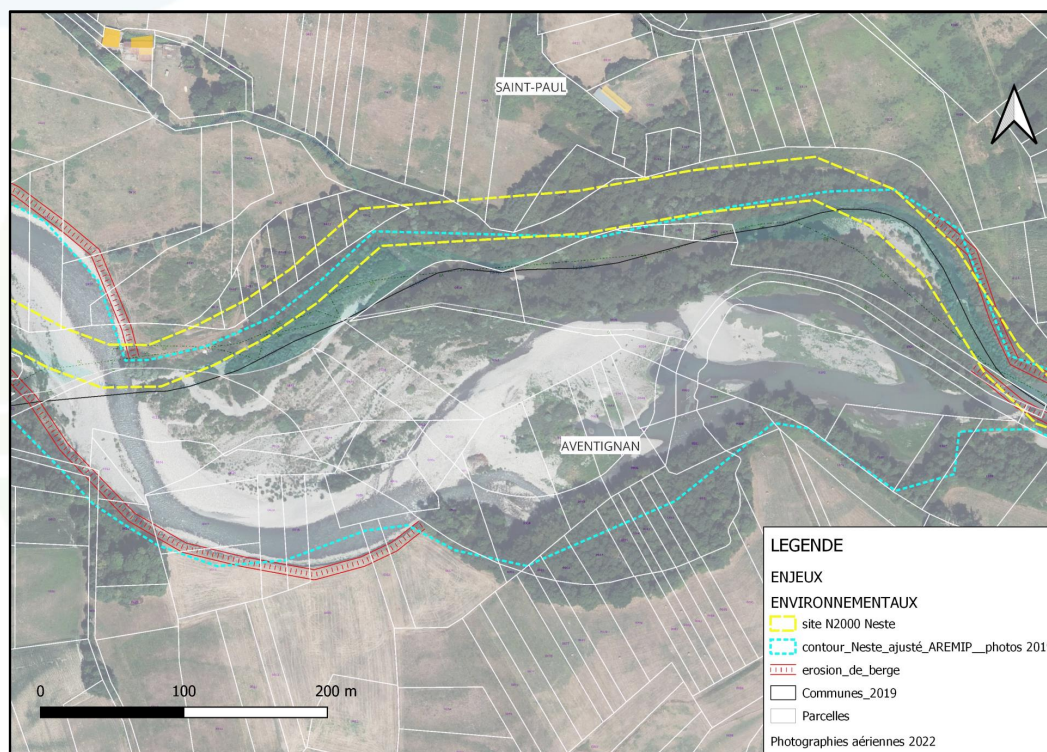 SAINT-PAUL
AVENTIGNAN
0 100 200 m
LEGENDE
ENJEUX
ENVIRONNEMENTAUX
site N2000 Neste
contour_Neste_ajusté_AREMIP__photos 201
erosion_de_berge
Communes_2019
Parcelles
Photographies aériennes 2022